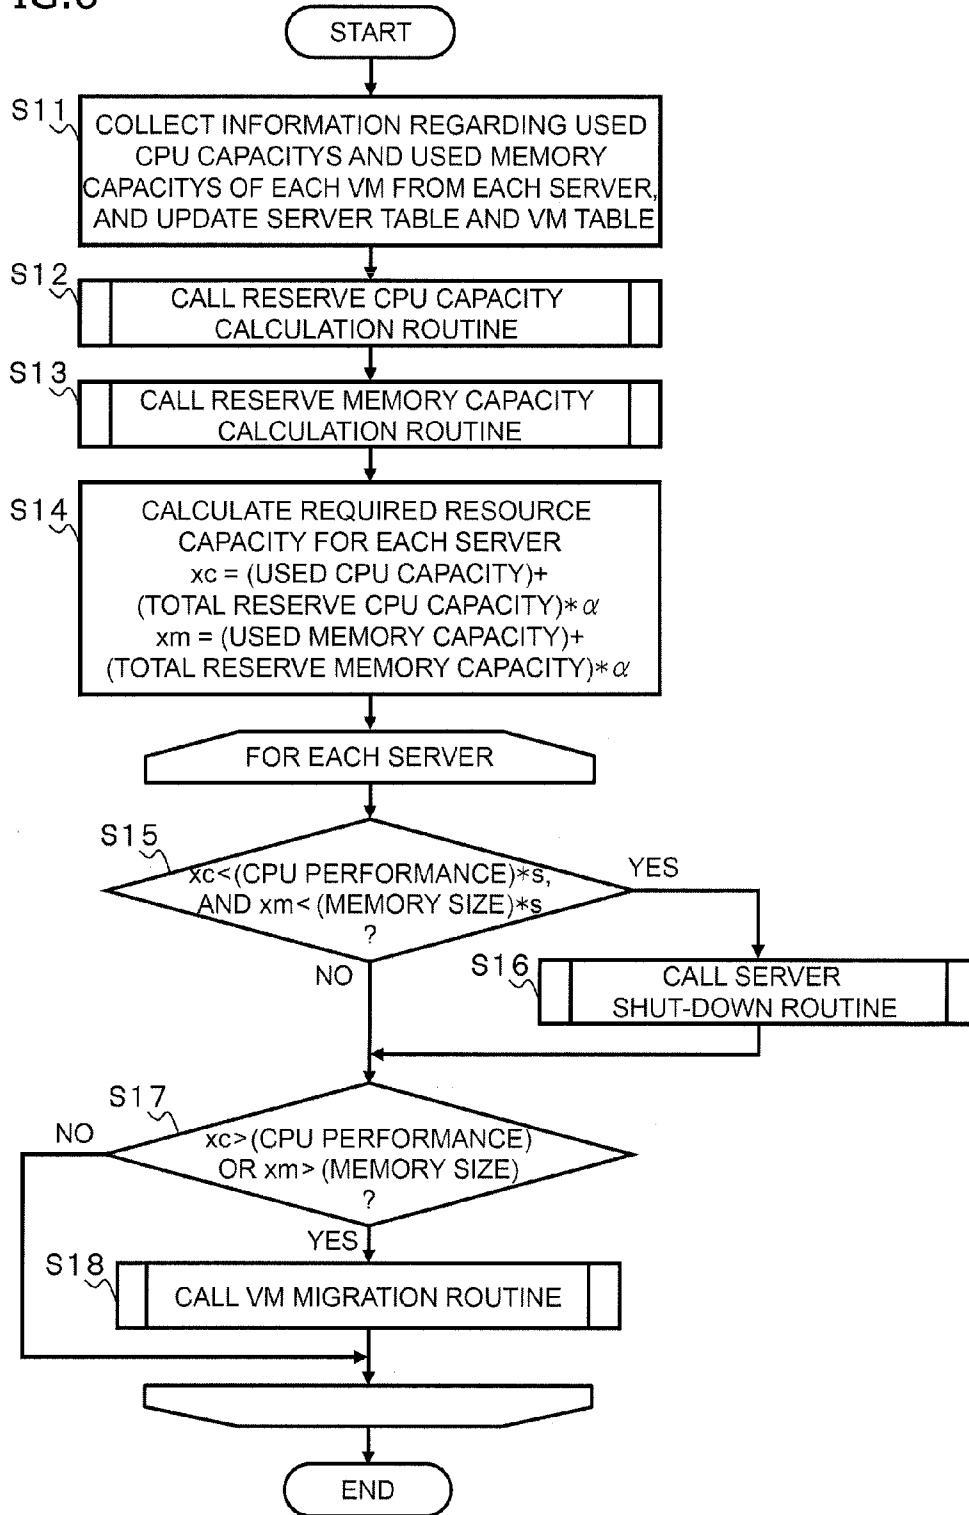 START
S11
COLLECT INFORMATION REGARDING USED
CPU CAPACITYS AND USED MEMORY
CAPACITYS OF EACH VM FROM EACH SERVER,
AND UPDATE SERVER TABLE AND VM TABLE
S12
CALL RESERVE CPU CAPACITY
CALCULATION ROUTINE
S13
CALL RESERVE MEMORY CAPACITY
CALCULATION ROUTINE
S14
CALCULATE REQUIRED RESOURCE
CAPACITY FOR EACH SERVER
xc = (USED CPU CAPACITY)+
(TOTAL RESERVE CPU CAPACITY)*α
xm = (USED MEMORY CAPACITY)+
(TOTAL RESERVE MEMORY CAPACITY)*α
FOR EACH SERVER
S15
xc<(CPU PERFORMANCE)*s,
AND xm<(MEMORY SIZE)*s
?
YES
NO
S16
CALL SERVER
SHUT-DOWN ROUTINE
S17
NO
xc>(CPU PERFORMANCE)
OR xm>(MEMORY SIZE)
?
YES
S18
CALL VM MIGRATION ROUTINE
END